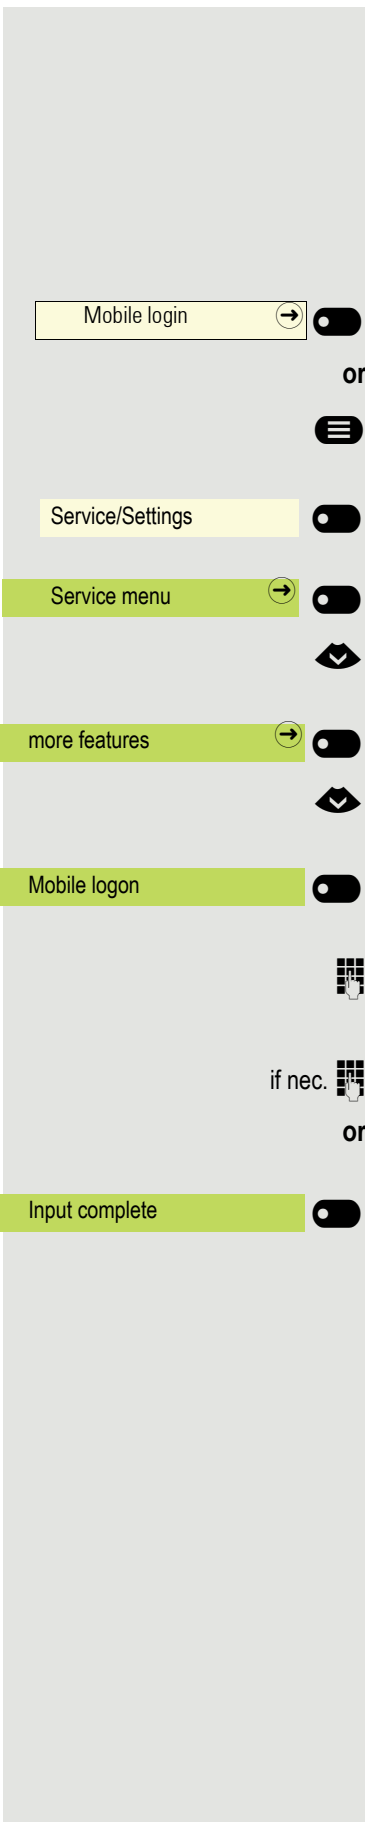 Mobile login
or
Service/Settings
Service menu
more features
Mobile logon
if nec.
or
Input complete